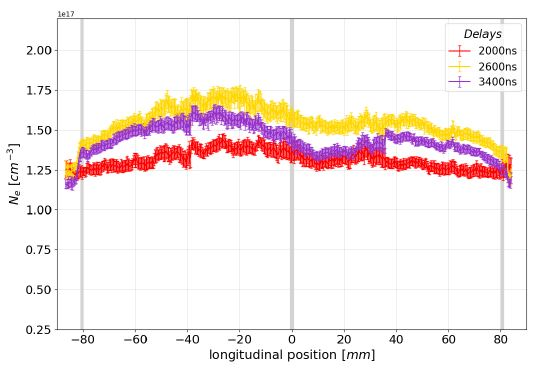 1e17
Delays
2000ns
2600ns
3400ns
2.00
1.75
1.50
1.25
1.00
0.75
0.50
0.25
N_e [cm^{-3}]
−80 −60 −40 −20 0 20 40 60 80
longitudinal position [mm]